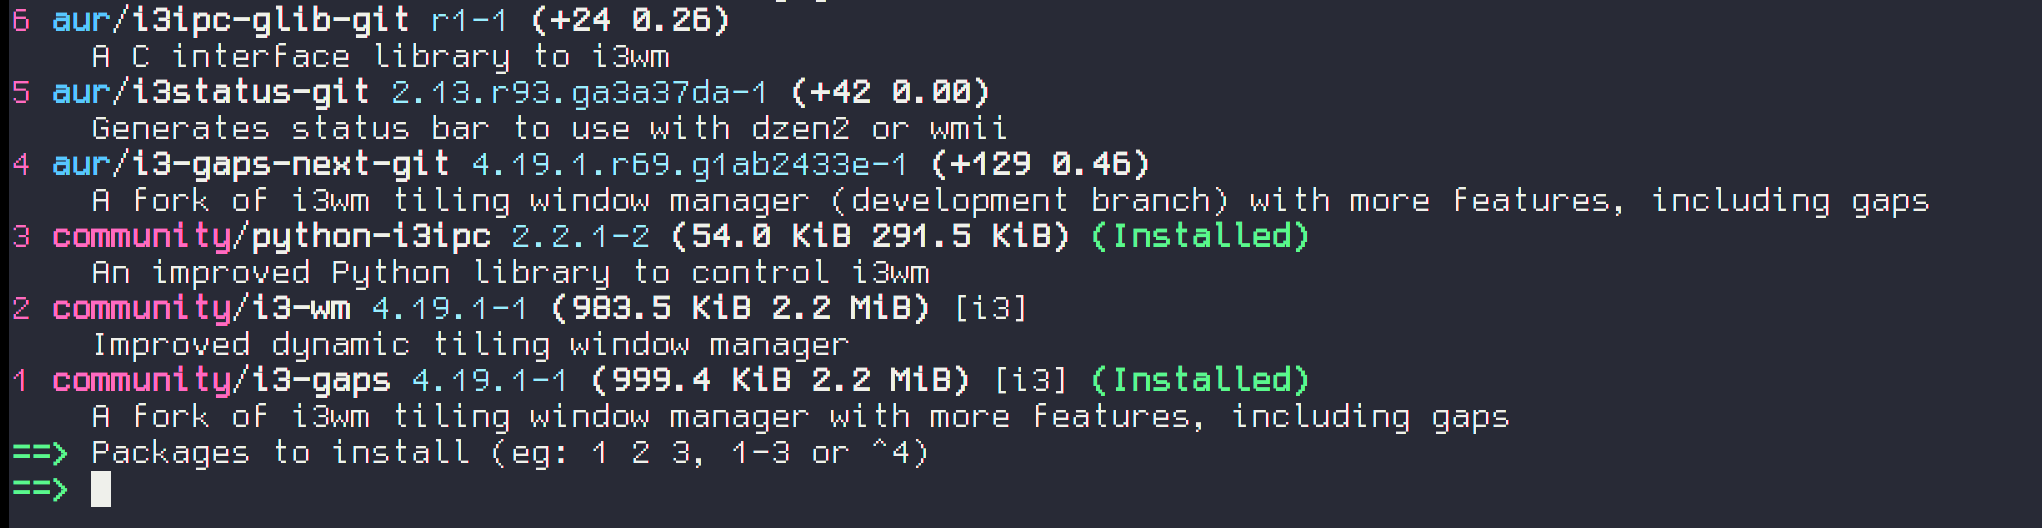 6 aur/i3ipc-glib-git r1-1 (+24 0.26)
A C interface library to i3wm
5 aur/i3status-git 2.13.r93.ga3a37da-1 (+42 0.00)
Generates status bar to use with dzen2 or wmii
4 aur/i3-gaps-next-git 4.19.1.r69.g1ab2433e-1 (+129 0.46)
A fork of i3wm tiling window manager (development branch) with more features, including gaps
3 community/python-i3ipc 2.2.1-2 (54.0 KiB 291.5 KiB) (Installed)
An improved Python library to control i3wm
2 community/i3-wm 4.19.1-1 (983.5 KiB 2.2 MiB) [i3]
Improved dynamic tiling window manager
1 community/i3-gaps 4.19.1-1 (999.4 KiB 2.2 MiB) [i3] (Installed)
A fork of i3wm tiling window manager with more features, including gaps
==> Packages to install (eg: 1 2 3, 1-3 or ^4)
==>